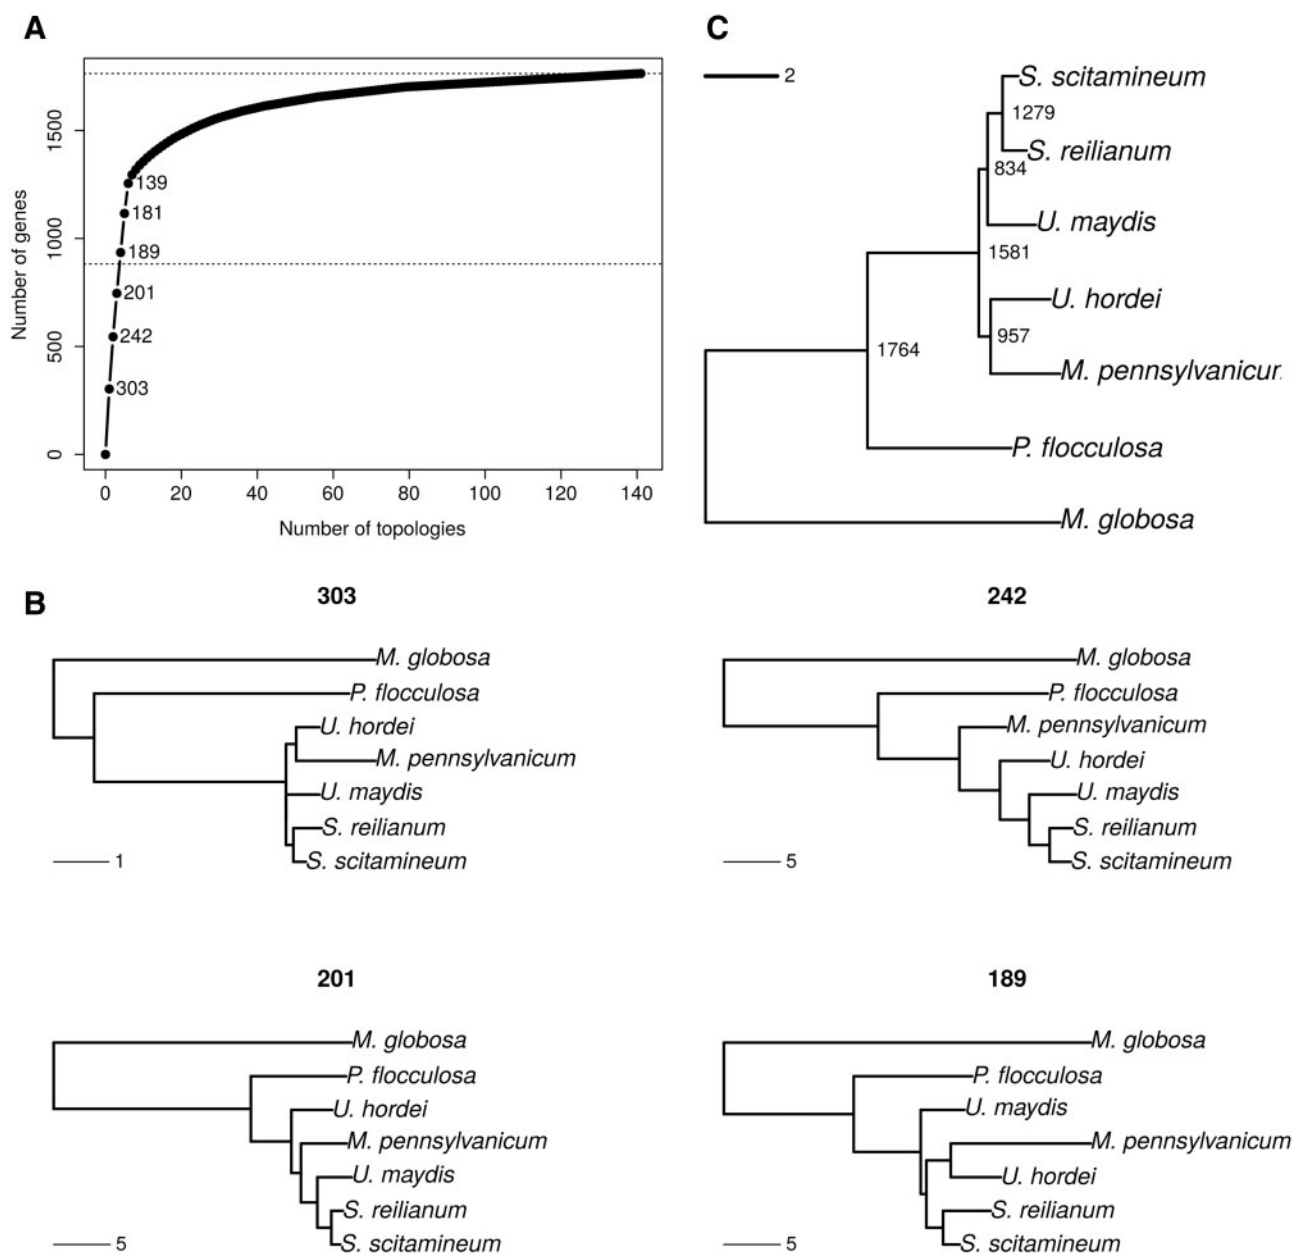 A
Number of genes
1500
1000
500
0
139
181
189
201
242
303
0 20 40 60 80 100 120 140
Number of topologies
C
2
S. scitamineum
1279
S. reilianum
834
U. maydis
1581
U. hordei
957
M. pennsylvanicum
1764
P. flocculosa
M. globosa
B
303
M. globosa
P. flocculosa
U. hordei
M. pennsylvanicum
U. maydis
S. reilianum
S. scitamineum
1
242
M. globosa
P. flocculosa
M. pennsylvanicum
U. hordei
U. maydis
S. reilianum
S. scitamineum
5
201
M. globosa
P. flocculosa
U. hordei
M. pennsylvanicum
U. maydis
S. reilianum
S. scitamineum
5
189
M. globosa
P. flocculosa
U. maydis
M. pennsylvanicum
U. hordei
S. reilianum
S. scitamineum
5